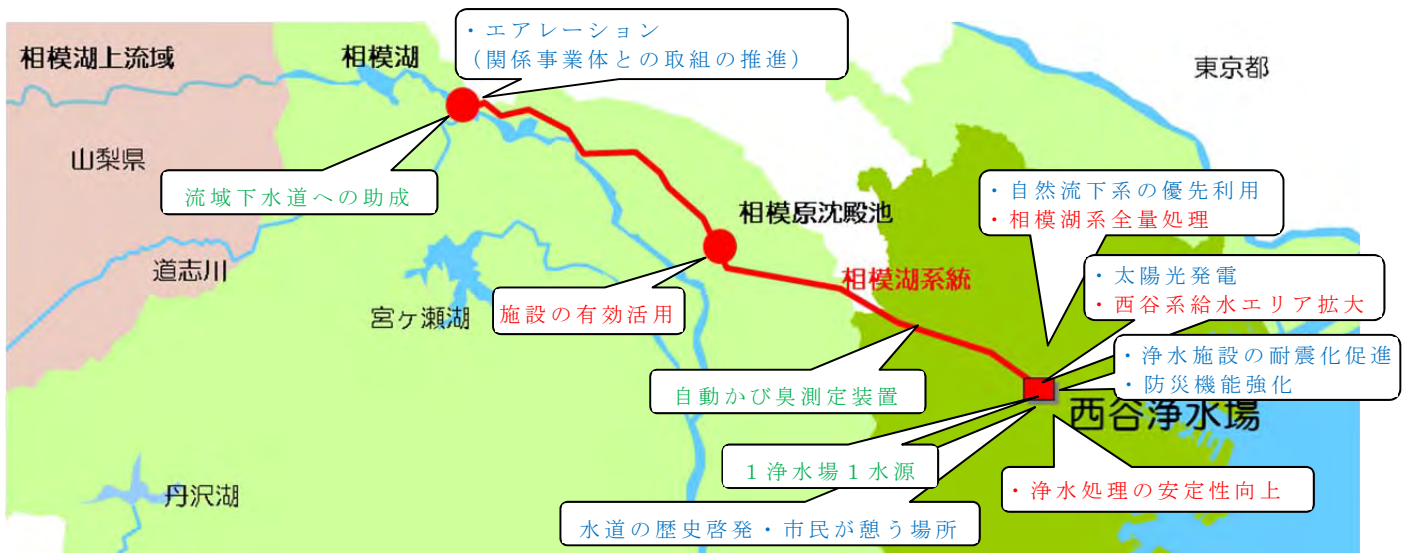 ・エアレーション
（関係事業体との取組の推進）
相模湖上流域
相模湖
東京都
山梨県
流域下水道への助成
・自然流下系の優先利用
・相模湖系全量処理
相模原沈殿池
道志川
相模湖系統
・太陽光発電
・西谷系給水エリア拡大
宮ヶ瀬湖
施設の有効活用
・浄水施設の耐震化促進
・防災機能強化
自動かび臭測定装置
西谷浄水場
１浄水場１水源
丹沢湖
・浄水処理の安定性向上
水道の歴史啓発・市民が憩う場所